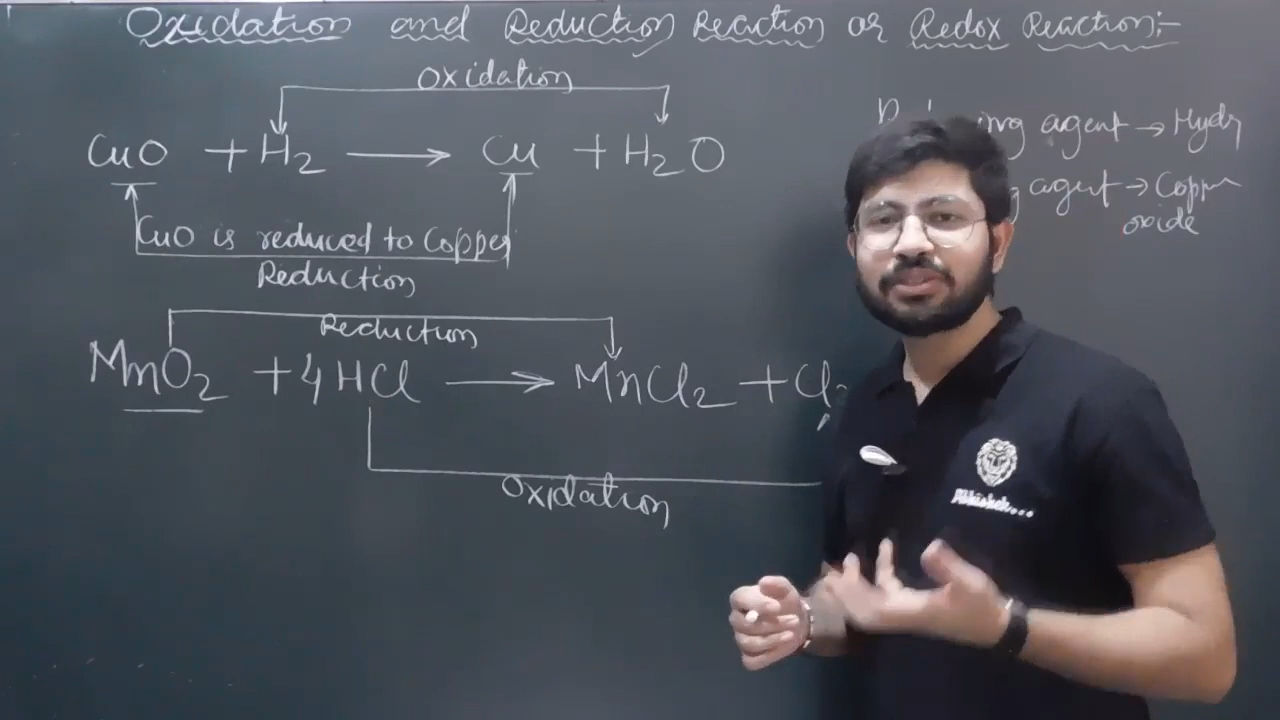 Oxidation and Reduction Reaction or Redox Reaction:-
Oxidation
CuO + H2 → Cu + H2O
CuO is reduced to Copper
Reduction
Reduction
MnO2 + 4HCl → MnCl2 + Cl2
Oxidation
agent → Hydr
agent → Copper
oxide
Abhishek...